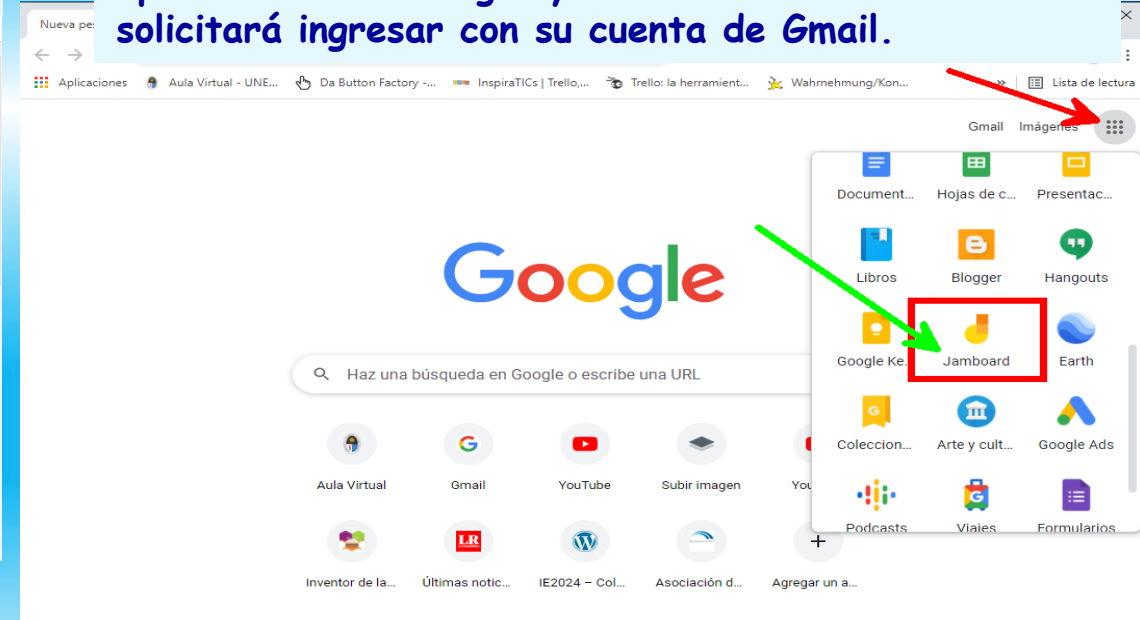 solicitará ingresar con su cuenta de Gmail.
Nueva pe
Aplicaciones Aula Virtual - UNE... Da Button Factory -... InspiraTICs | Trello,... Trello: la herramient... Wahrnehmung/Kon... » Lista de lectura
Gmail Imágenes
Document... Hojas de c... Presentac...
Libros Blogger Hangouts
Google
Google Ke... Jamboard Earth
Haz una búsqueda en Google o escribe una URL
Coleccion... Arte y cult... Google Ads
Aula Virtual Gmail YouTube Subir imagen You
Podcasts Viajes Formularios
LR
Inventor de la... Últimas notic... IE2024 – Col... Asociación d... Agregar un a...